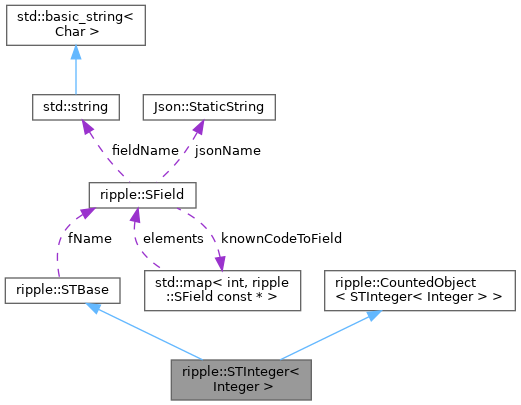 std::basic_string<
Char >
std::string
Json::StaticString
fieldName
jsonName
ripple::SField
fName
elements
knownCodeToField
ripple::STBase
std::map< int, ripple
::SField const * >
ripple::CountedObject
< STInteger< Integer > >
ripple::STInteger<
Integer >